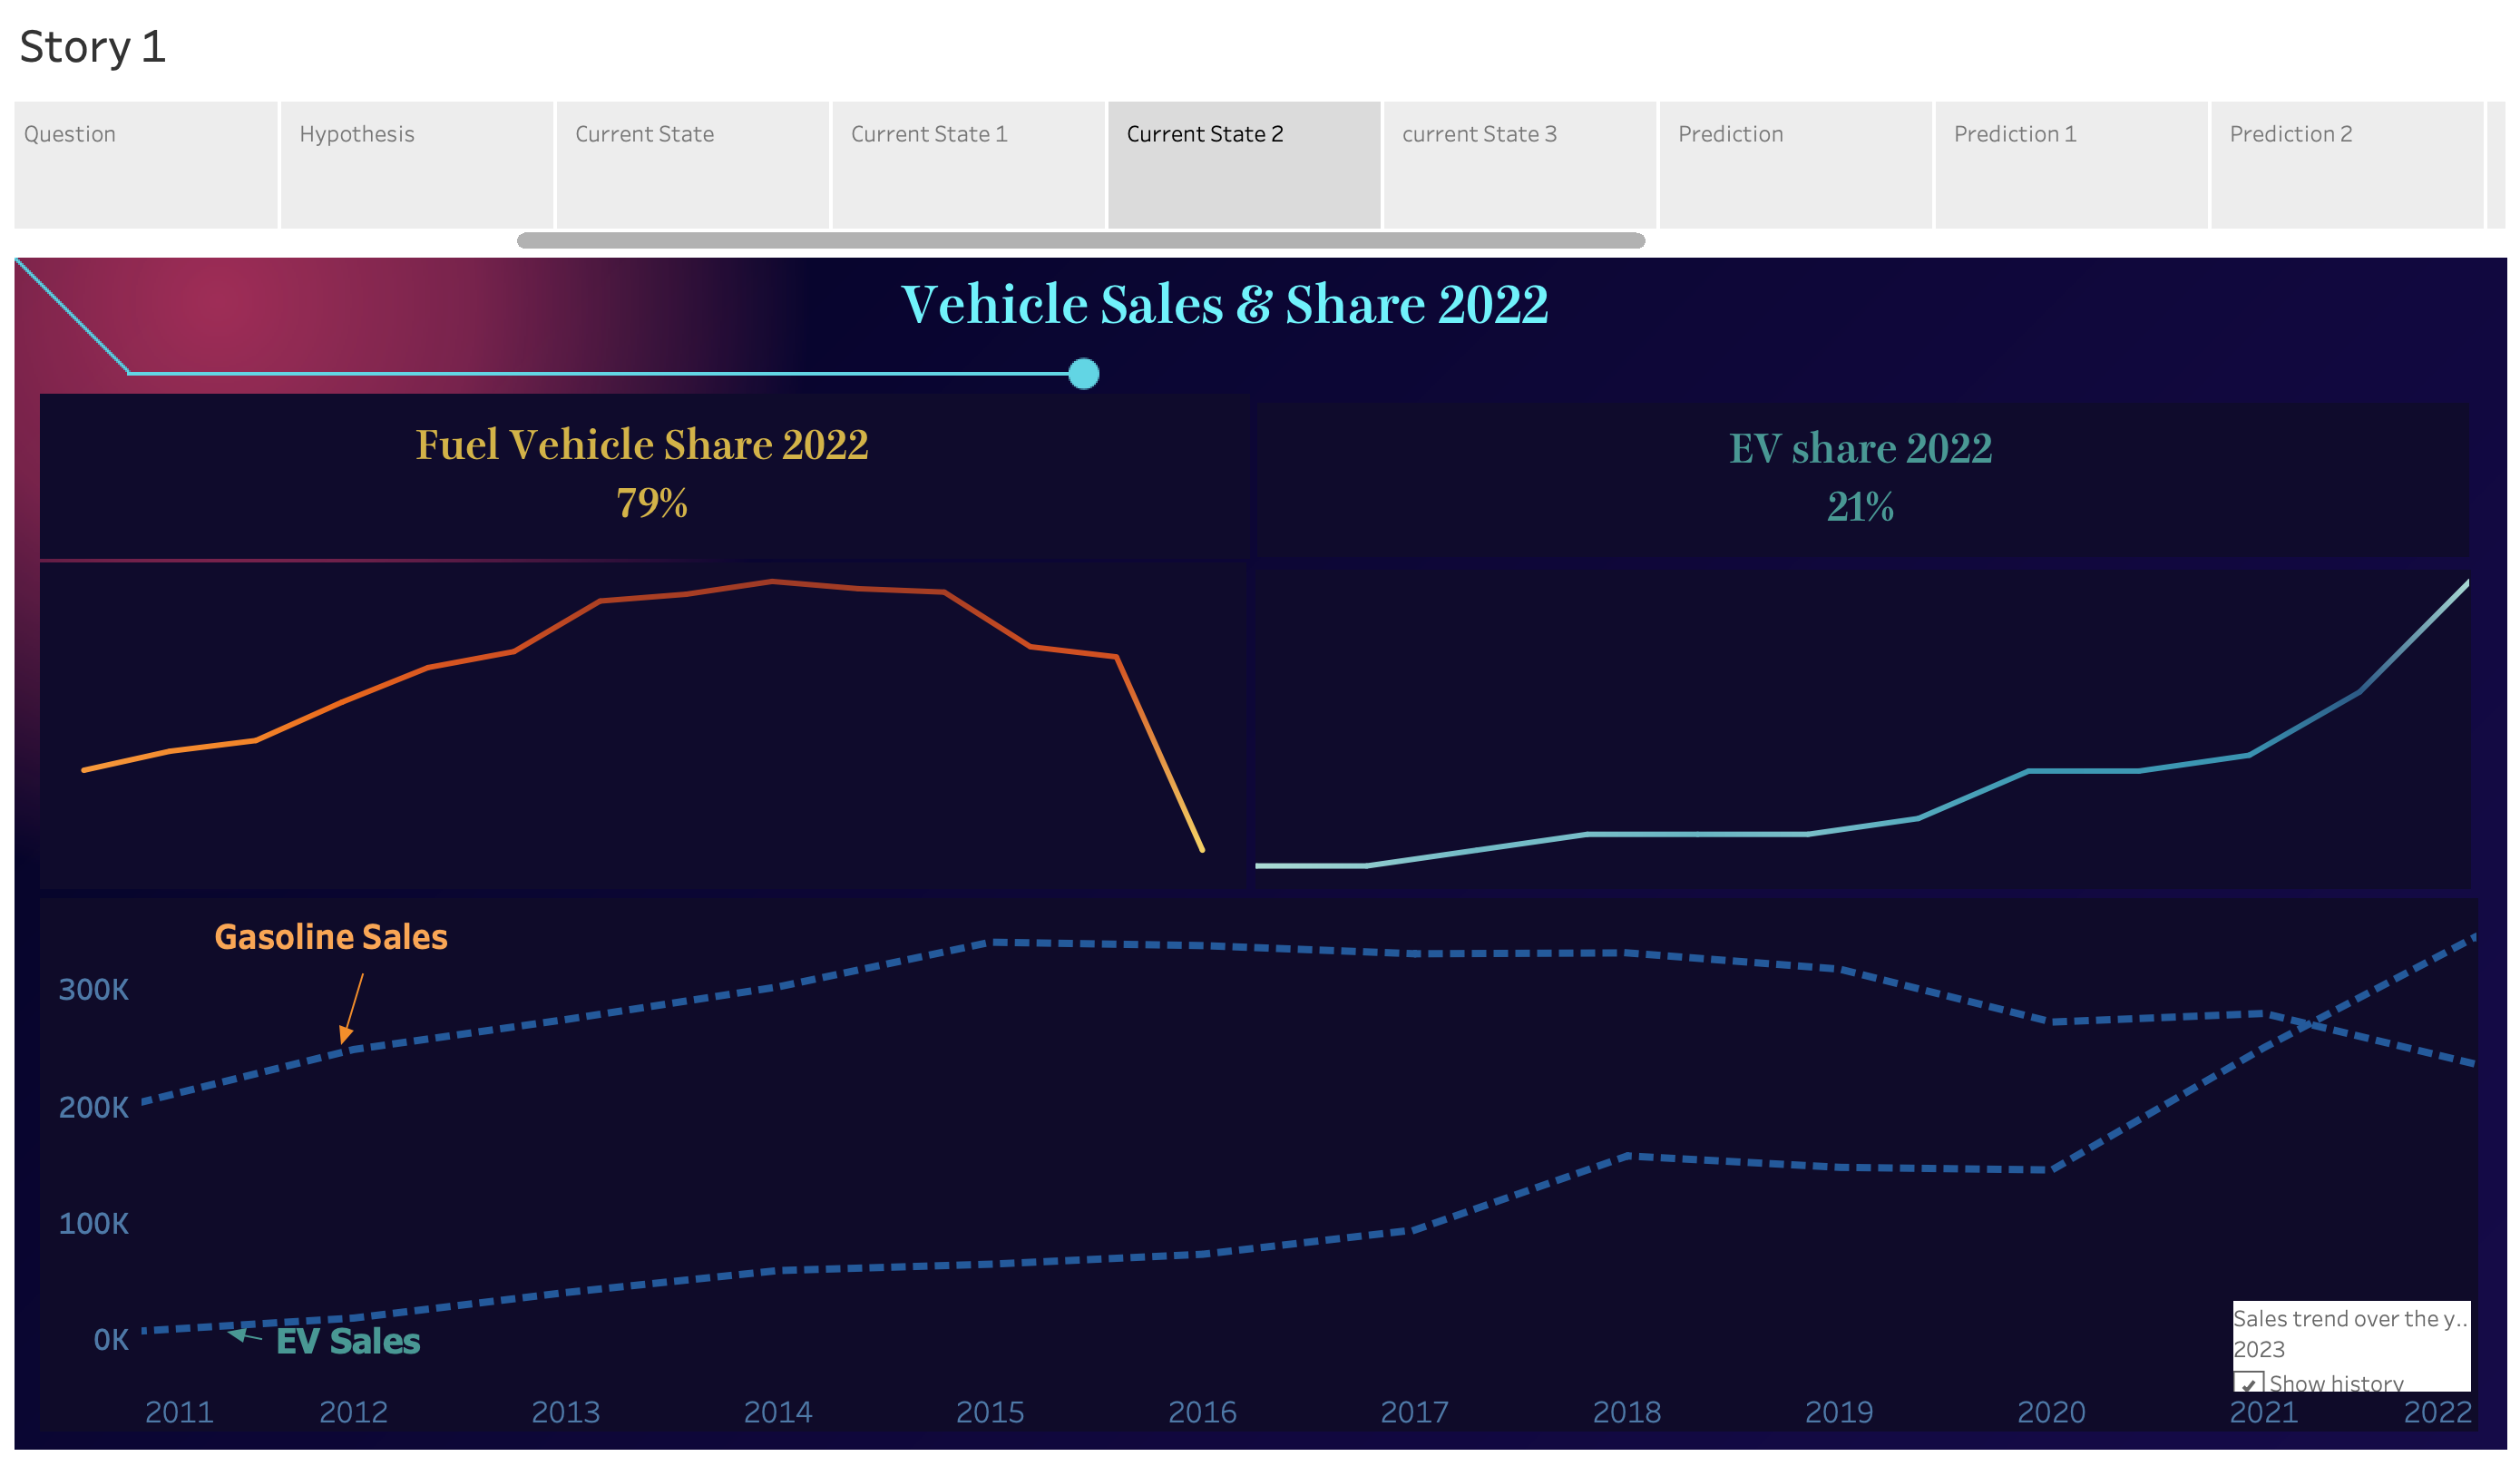 Story 1
Question
Hypothesis
Current State
Current State 1
Current State 2
current State 3
Prediction
Prediction 1
Prediction 2
Vehicle Sales & Share 2022
Fuel Vehicle Share 2022
79%
EV share 2022
21%
Gasoline Sales
300K
200K
100K
0K
EV Sales
Sales trend over the y..
2023
Show history
2011 2012 2013 2014 2015 2016 2017 2018 2019 2020 2021 2022